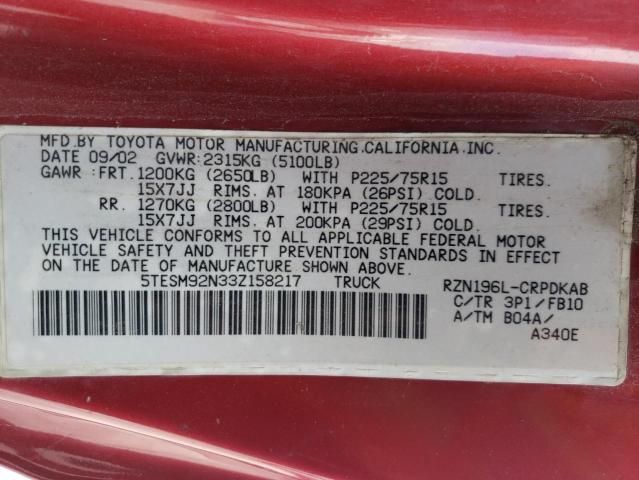 MFD.BY TOYOTA MOTOR MANUFACTURING.CALIFORNIA.INC.
DATE 09/02 GVWR:2315KG (5100LB)
GAWR :FRT.1200KG (2650LB) WITH P225/75R15 TIRES.
15X7JJ RIMS. AT 180KPA (26PSI) COLD.
RR. 1270KG (2800LB) WITH P225/75R15 TIRES.
15X7JJ RIMS. AT 200KPA (29PSI) COLD.
THIS VEHICLE CONFORMS TO ALL APPLICABLE FEDERAL MOTOR
VEHICLE SAFETY AND THEFT PREVENTION STANDARDS IN EFFECT
ON THE DATE OF MANUFACTURE SHOWN ABOVE.
5TESM92N33Z158217 TRUCK RZN196L-CRPDKAB
C/TR 3P1/FB10
A/TM B04A/
A340E